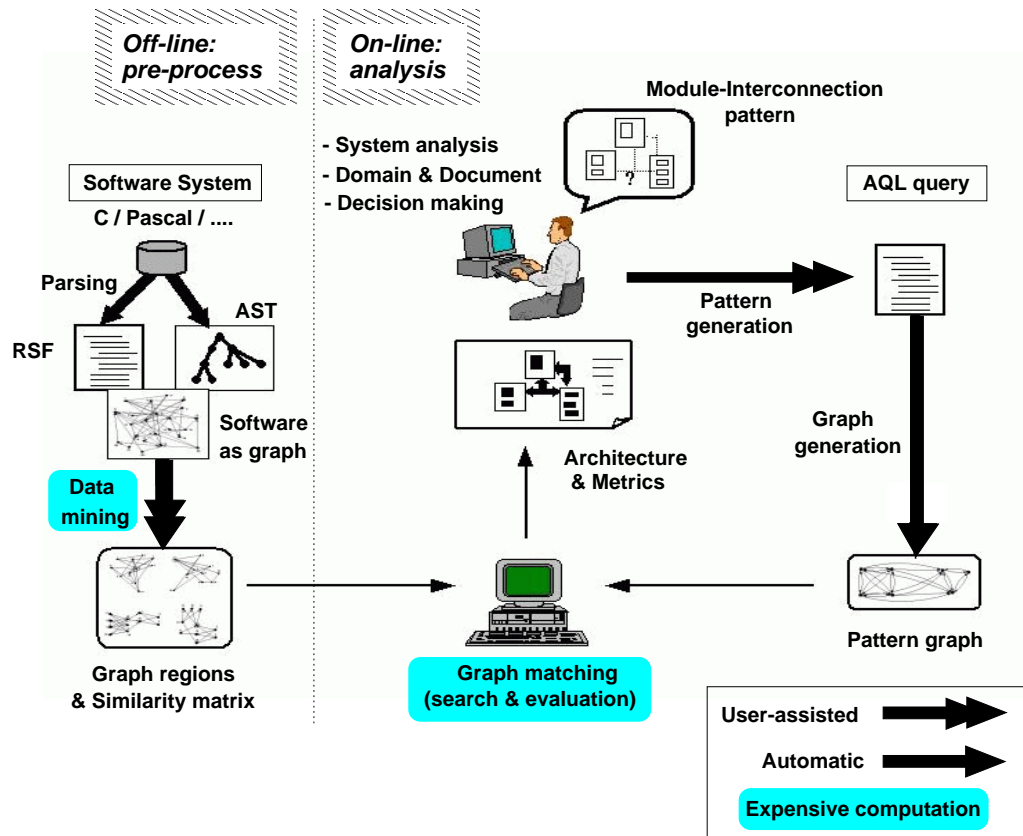 Off-line:
pre-process
On-line:
analysis
Module-Interconnection
pattern
- System analysis
- Domain & Document
- Decision making
?
Software System
C / Pascal / ....
Parsing
AST
RSF
Software
as graph
Data
mining
Graph regions
& Similarity matrix
AQL query
Pattern
generation
Graph
generation
Architecture
& Metrics
Pattern graph
Graph matching
(search & evaluation)
User-assisted
Automatic
Expensive computation